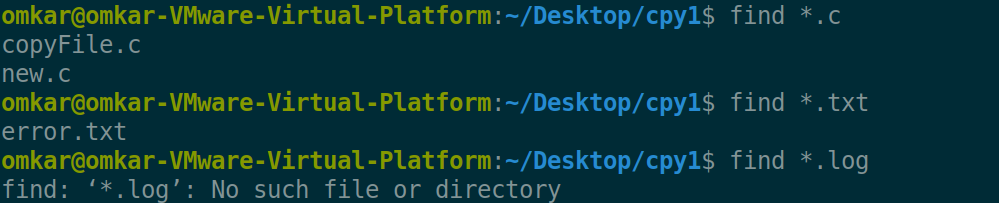 omkar@omkar-VMware-Virtual-Platform:~/Desktop/cpy1$ find *.c
copyFile.c
new.c
omkar@omkar-VMware-Virtual-Platform:~/Desktop/cpy1$ find *.txt
error.txt
omkar@omkar-VMware-Virtual-Platform:~/Desktop/cpy1$ find *.log
find: ‘*.log’: No such file or directory